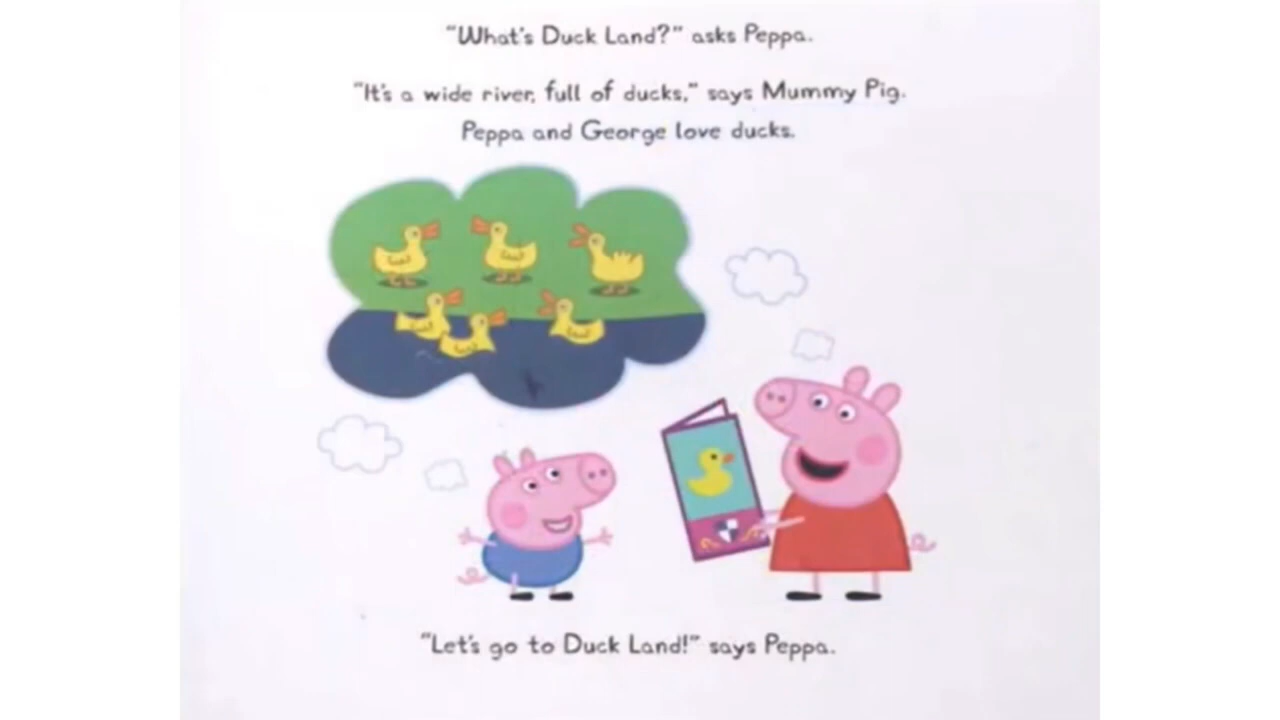 "What's Duck Land?" asks Peppa.
"It's a wide river, full of ducks," says Mummy Pig.
Peppa and George love ducks.
"Let's go to Duck Land!" says Peppa.